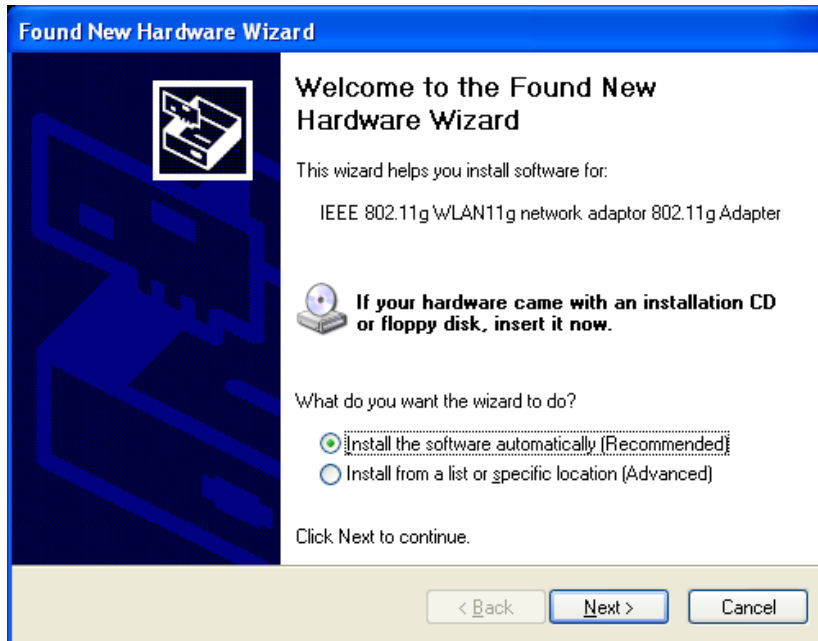 Found New Hardware Wizard
Welcome to the Found New
Hardware Wizard
This wizard helps you install software for:
IEEE 802.11g WLAN11g network adaptor 802.11g Adapter
If your hardware came with an installation CD
or floppy disk, insert it now.
What do you want the wizard to do?
Install the software automatically (Recommended)
Install from a list or specific location (Advanced)
Click Next to continue.
< Back Next > Cancel